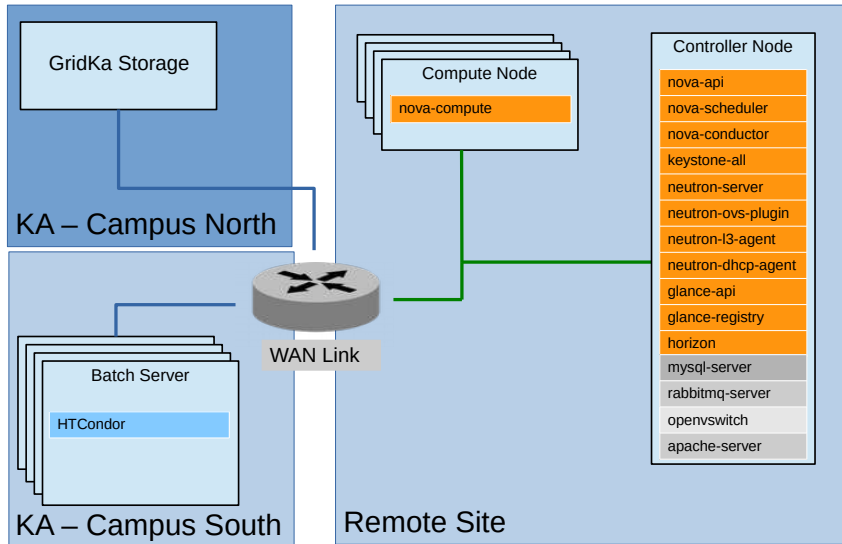 GridKa Storage
KA – Campus North
Batch Server
HTCondor
KA – Campus South
WAN Link
Compute Node
nova-compute
Controller Node
nova-api
nova-scheduler
nova-conductor
keystone-all
neutron-server
neutron-ovs-plugin
neutron-l3-agent
neutron-dhcp-agent
glance-api
glance-registry
horizon
mysql-server
rabbitmq-server
openvswitch
apache-server
Remote Site